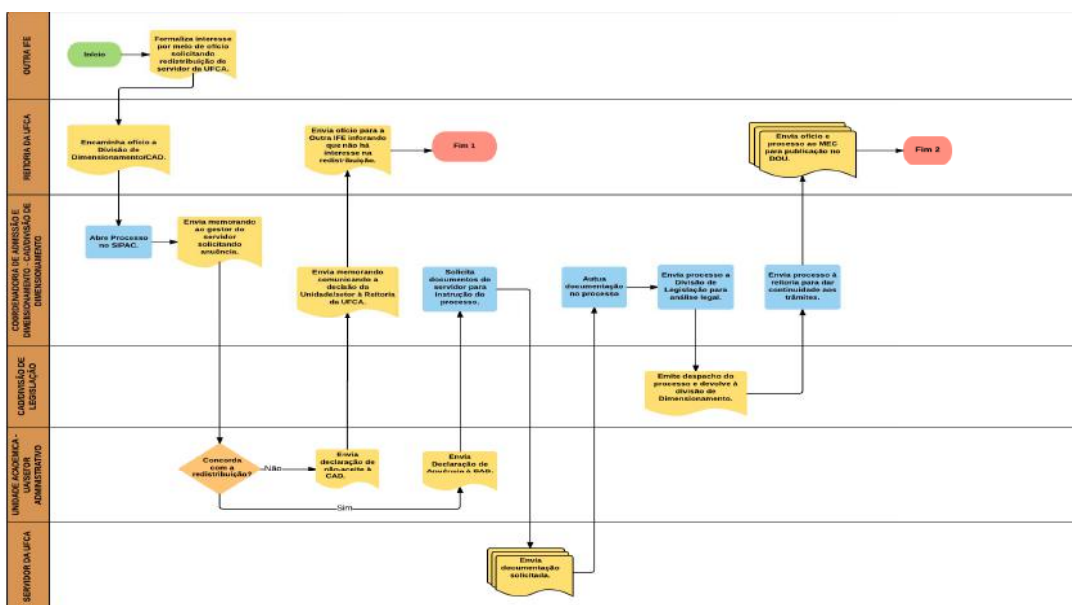 OUTRA IFE
Início
Formaliza interesse
por meio de ofício
solicitando
redistribuição de
servidor da UFCA.
REITORIA DA UFCA
Encaminha ofício a
Divisão de
Dimensionamento/CAD.
Envia ofício para a
Outra IFE inforando
que não há
interesse na
redistribuição.
Fim 1
Envia ofício e
processo ao MEC
para publicação no
DOU.
Fim 2
COORDENADORIA DE ADMISSÃO E
DIMENSIONAMENTO - CAD/DIVISÃO DE
DIMENSIONAMENTO
Abre Processo
no SIPAC.
Envia memorando
ao gestor do
servidor
solicitando
anuência.
Envia memorando
comunicando a
decisão da
Unidade/setor à Reitoria
da UFCA.
Solicita
documentos do
servidor para
instrução do
processo.
Autua
documentação
no processo
Envia processo a
Divisão de
Legislação para
análise legal.
Envia processo à
reitoria para dar
continuidade aos
trâmites.
CAD/DIVISÃO DE
LEGISLAÇÃO
Emite despacho do
processo e devolve à
divisão de
Dimensionamento.
UNIDADE ACADEMICA -
UA/SETOR
ADMINISTRATIVO
Concorda
com a
redistribuição?
Não
Envia
declaração de
não-aceite à
CAD.
Envia
Declaração de
Anuência à CAD.
Sim
SERVIDOR DA UFCA
Envia
documentação
solicitada.